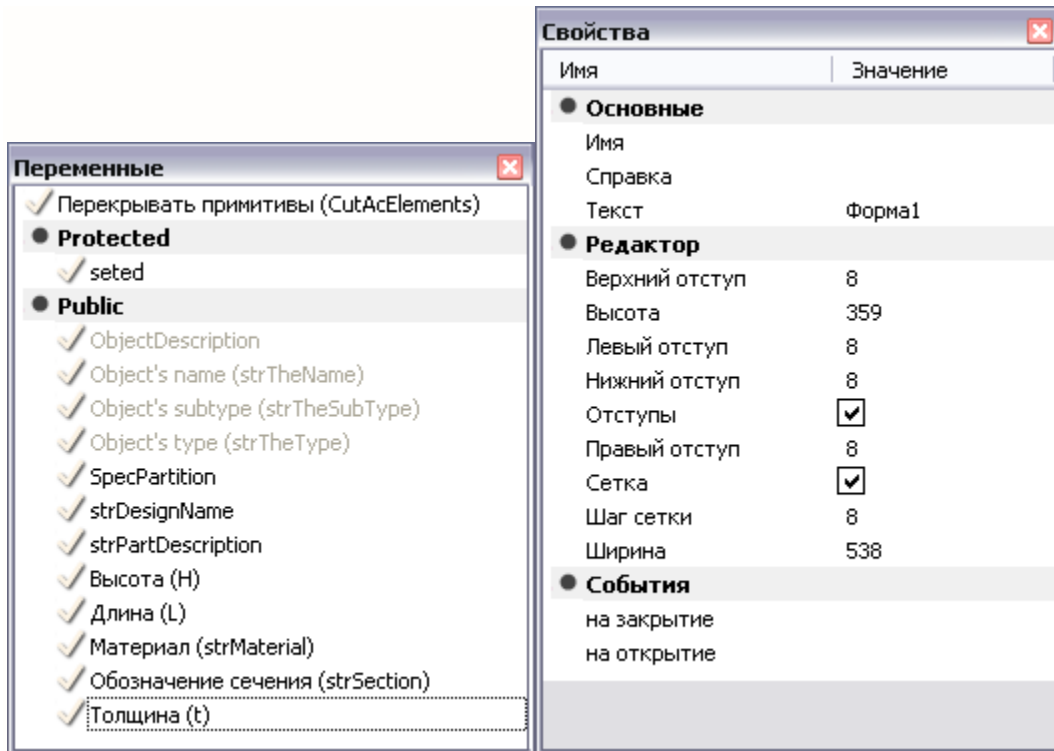 Переменные
Перекрывать примитивы (CutAcElements)
Protected
seted
Public
ObjectDescription
Object's name (strTheName)
Object's subtype (strTheSubType)
Object's type (strTheType)
SpecPartition
strDesignName
strPartDescription
Высота (H)
Длина (L)
Материал (strMaterial)
Обозначение сечения (strSection)
Толщина (t)
Свойства
Имя Значение
Основные
Имя
Справка
Текст Форма1
Редактор
Верхний отступ 8
Высота 359
Левый отступ 8
Нижний отступ 8
Отступы
Правый отступ 8
Сетка
Шаг сетки 8
Ширина 538
События
на закрытие
на открытие